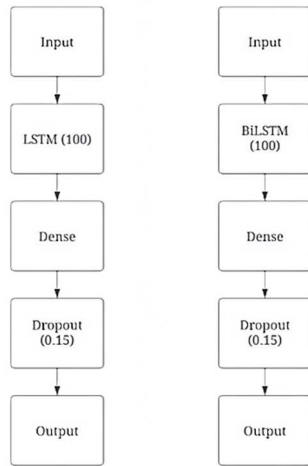 Input
LSTM (100)
Dense
Dropout
(0.15)
Output
Input
BiLSTM
(100)
Dense
Dropout
(0.15)
Output